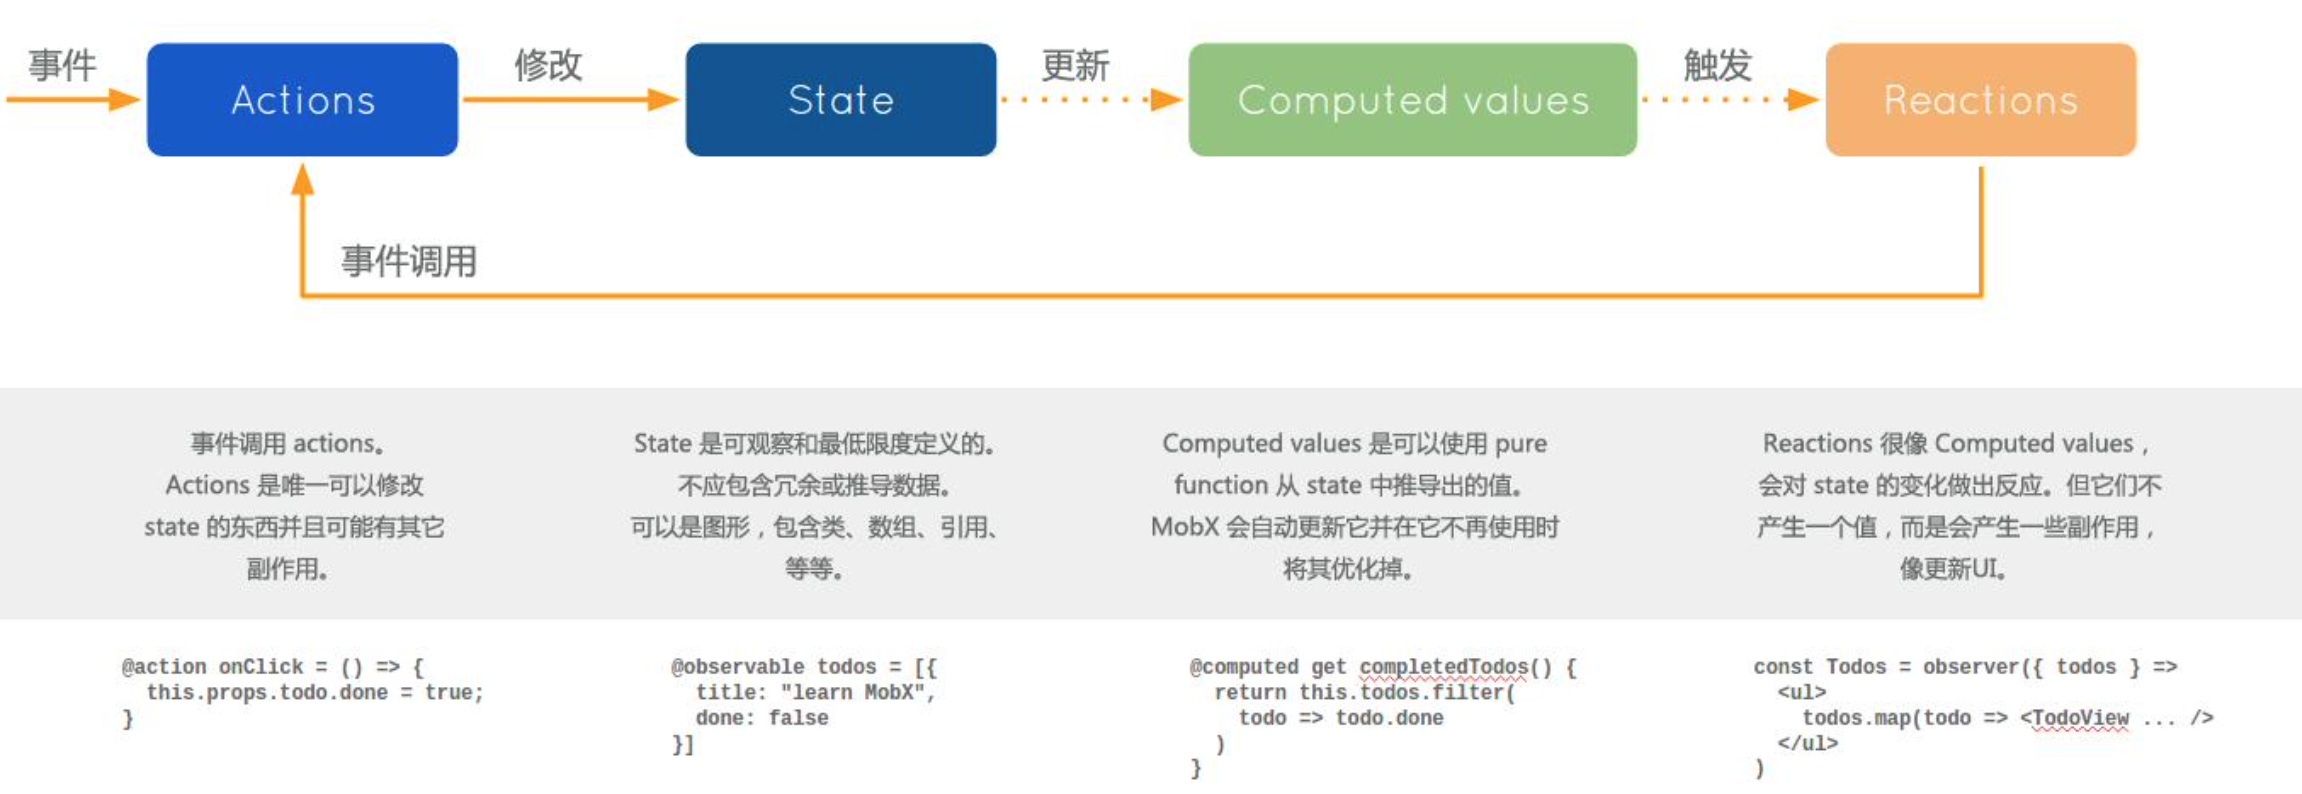 事件
Actions
修改
State
更新
Computed values
触发
Reactions
事件调用
事件调用 actions。
Actions 是唯一可以修改
state 的东西并且可能有其它
副作用。
State 是可观察和最低限度定义的。
不应包含冗余或推导数据。
可以是图形，包含类、数组、引用、
等等。
Computed values 是可以使用 pure
function 从 state 中推导出的值。
MobX 会自动更新它并在它不再使用时
将其优化掉。
Reactions 很像 Computed values，
会对 state 的变化做出反应。但它们不
产生一个值，而是会产生一些副作用，
像更新UI。
@action onClick = () => {
  this.props.todo.done = true;
}
@observable todos = [{
  title: "learn MobX",
  done: false
}]
@computed get completedTodos() {
  return this.todos.filter(
    todo => todo.done
  )
}
const Todos = observer({ todos } =>
  <ul>
    todos.map(todo => <TodoView ... />
  </ul>
)